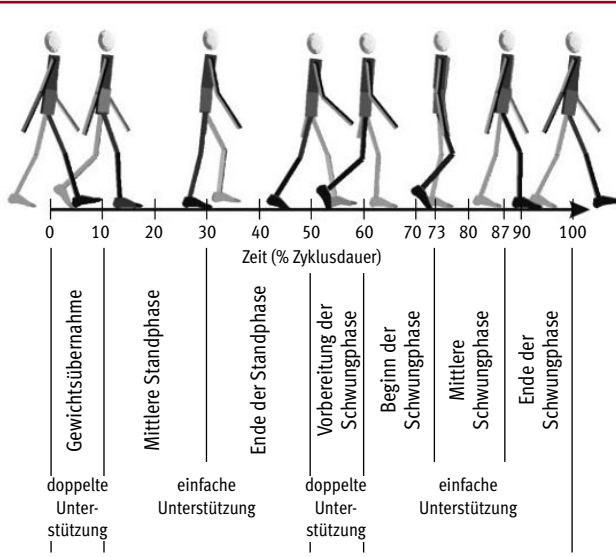 0 10 20 30 40 50 60 70 73 80 87 90 100
Zeit (% Zyklusdauer)
Gewichtsübernahme
Mittlere Standphase
Ende der Standphase
Vorbereitung der
Schwungphase
Beginn der
Schwungphase
Mittlere
Schwungphase
Ende der
Schwungphase
doppelte
Unter-
stützung
einfache
Unterstützung
doppelte
Unter-
stützung
einfache
Unterstützung